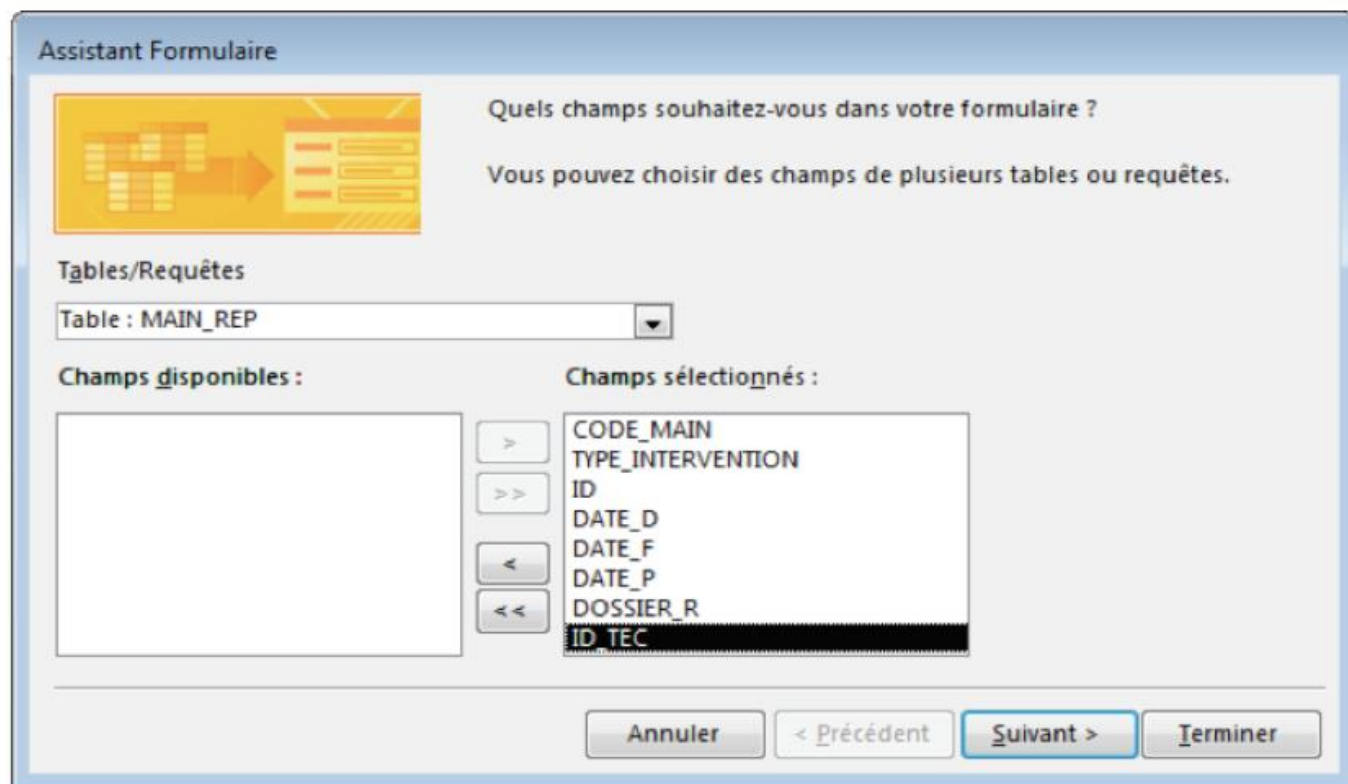 Assistant Formulaire
Quels champs souhaitez-vous dans votre formulaire ?
Vous pouvez choisir des champs de plusieurs tables ou requêtes.
Tables/Requêtes
Table : MAIN_REP
Champs disponibles :
Champs sélectionnés :
>
>>
<
<<
CODE_MAIN
TYPE_INTERVENTION
ID
DATE_D
DATE_F
DATE_P
DOSSIER_R
ID_TEC
Annuler
< Précédent
Suivant >
Terminer